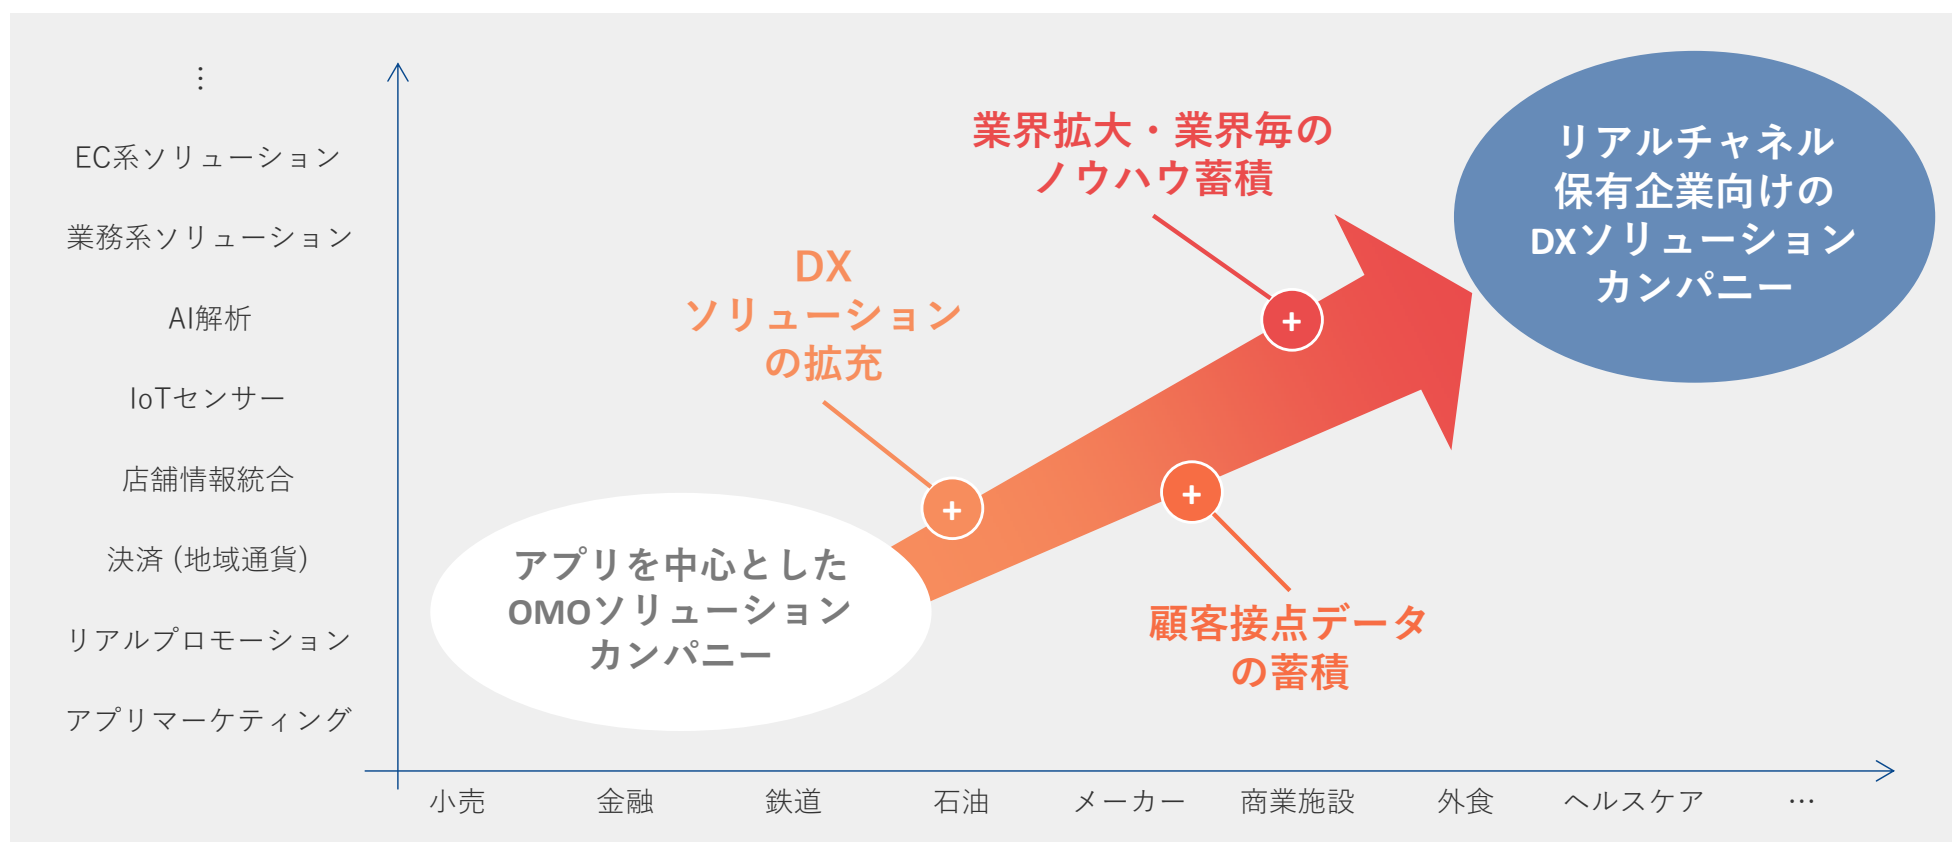 ⋮
EC系ソリューション
業務系ソリューション
AI解析
IoTセンサー
店舗情報統合
決済 (地域通貨)
リアルプロモーション
アプリマーケティング
業界拡大・業界毎の
ノウハウ蓄積
リアルチャネル
保有企業向けの
DXソリューション
カンパニー
DX
ソリューション
の拡充
+
+
+
アプリを中心とした
OMOソリューション
カンパニー
顧客接点データ
の蓄積
小売 金融 鉄道 石油 メーカー 商業施設 外食 ヘルスケア …